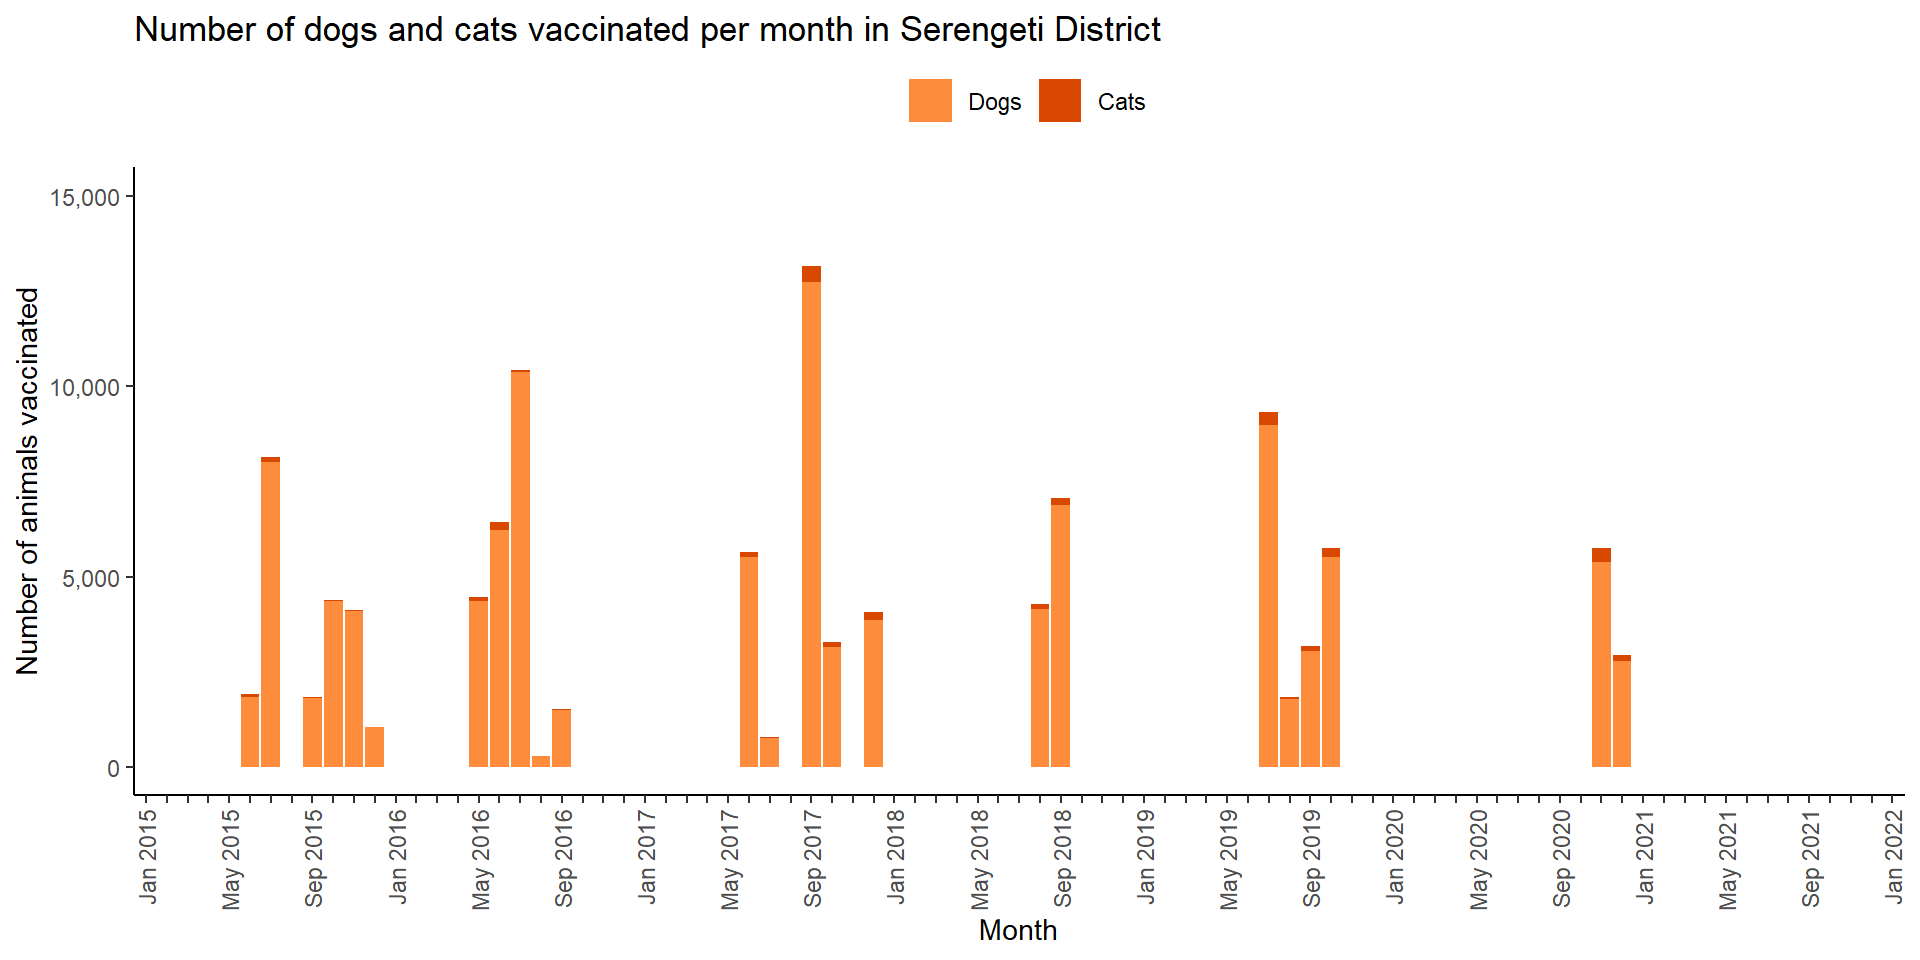 Number of dogs and cats vaccinated per month in Serengeti District
Dogs Cats
Number of animals vaccinated
15,000
10,000
5,000
0
Jan 2015
May 2015
Sep 2015
Jan 2016
May 2016
Sep 2016
Jan 2017
May 2017
Sep 2017
Jan 2018
May 2018
Sep 2018
Jan 2019
May 2019
Sep 2019
Jan 2020
May 2020
Sep 2020
Jan 2021
May 2021
Sep 2021
Jan 2022
Month